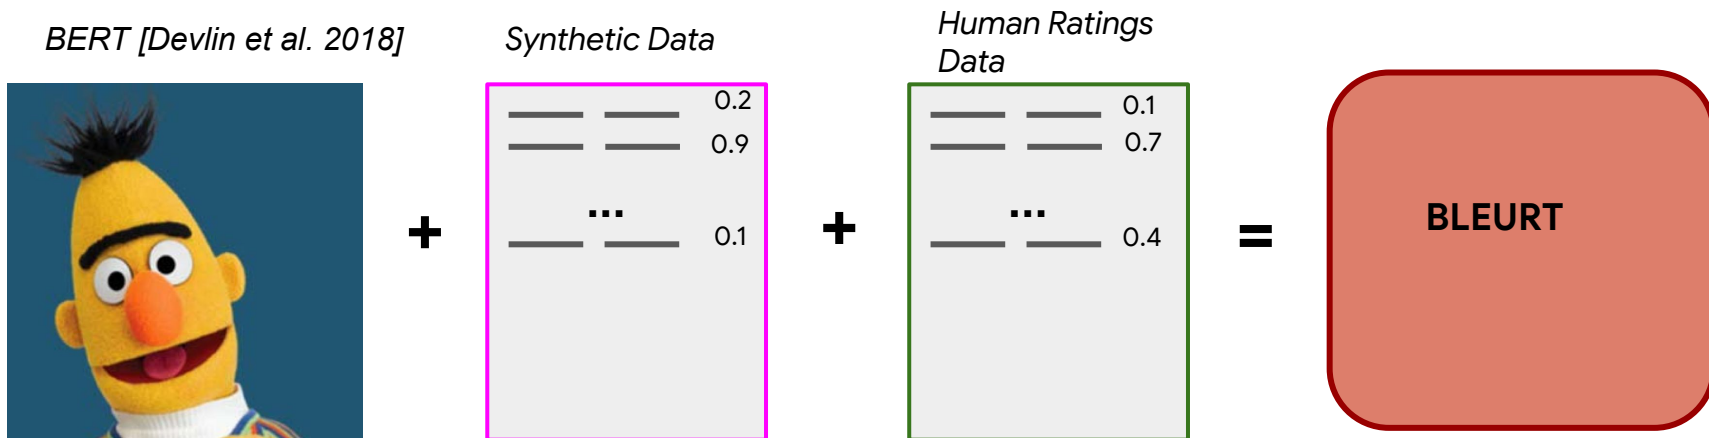 BERT [Devlin et al. 2018]
Synthetic Data
Human Ratings
Data
+
0.2
0.9
...
0.1
+
0.1
0.7
...
0.4
=
BLEURT